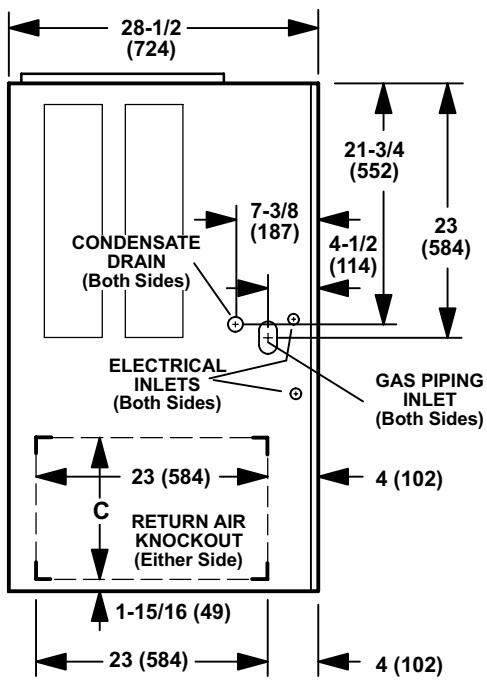 28-1/2
(724)
21-3/4
(552)
7-3/8
(187)
23
(584)
4-1/2
(114)
CONDENSATE
DRAIN
(Both Sides)
ELECTRICAL
INLETS
(Both Sides)
GAS PIPING
INLET
(Both Sides)
23 (584)
4 (102)
C
RETURN AIR
KNOCKOUT
(Either Side)
1-15/16 (49)
23 (584)
4 (102)